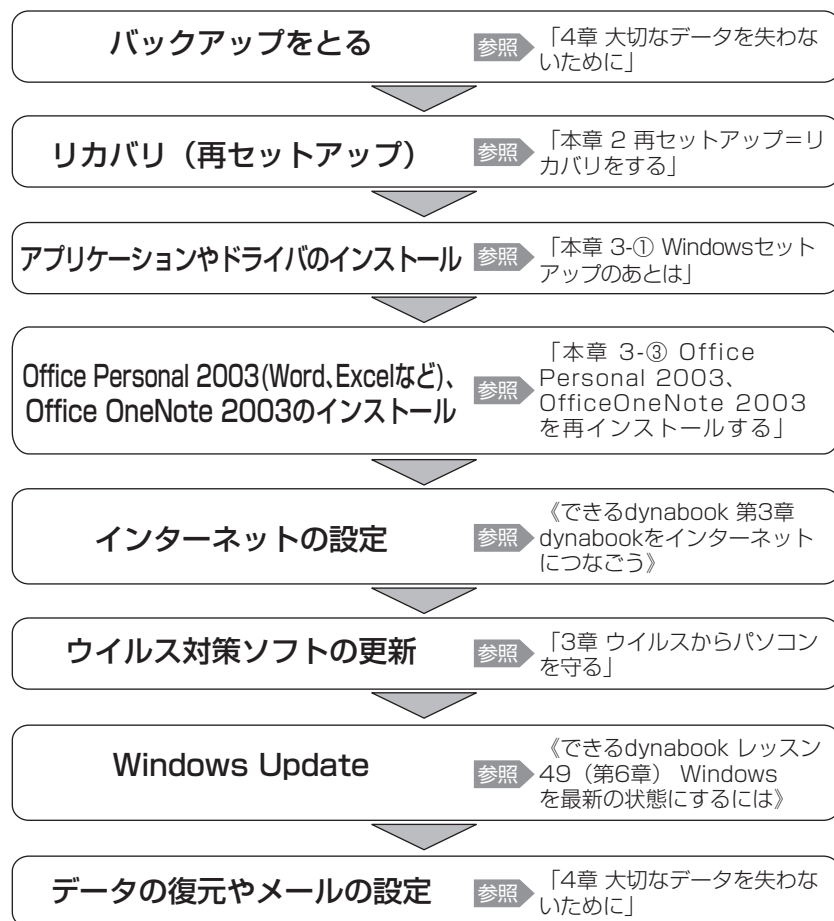 バックアップをとる
参照
「4章 大切なデータを失わな
いために」
リカバリ（再セットアップ）
参照
「本章 2 再セットアップ＝リ
カバリをする」
アプリケーションやドライバのインストール
参照
「本章 3-① Windowsセット
アップのあとは」
Office Personal 2003(Word、Excelなど)、
Office OneNote 2003のインストール
参照
「本章 3-③ Office
Personal 2003、
OfficeOneNote 2003
を再インストールする」
インターネットの設定
参照
《できるdynabook 第3章
dynabookをインターネット
につなごう》
ウイルス対策ソフトの更新
参照
「3章 ウイルスからパソコン
を守る」
Windows Update
参照
《できるdynabook レッスン
49（第6章） Windows
を最新の状態にするには》
データの復元やメールの設定
参照
「4章 大切なデータを失わな
いために」